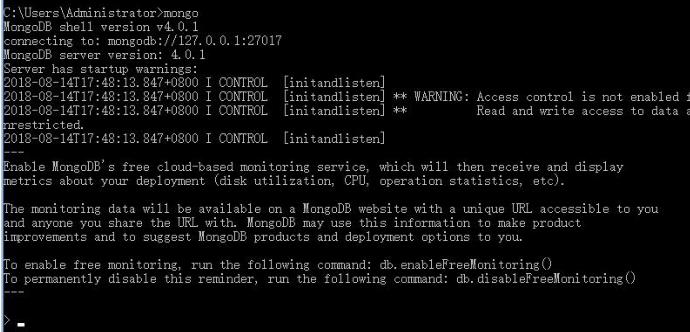 C:\Users\Administrator>mongo
MongoDB shell version v4.0.1
connecting to: mongodb://127.0.0.1:27017
MongoDB server version: 4.0.1
Server has startup warnings:
2018-08-14T17:48:13.847+0800 I CONTROL  [initandlisten]
2018-08-14T17:48:13.847+0800 I CONTROL  [initandlisten] ** WARNING: Access control is not enabled f
2018-08-14T17:48:13.847+0800 I CONTROL  [initandlisten] **          Read and write access to data a
nrestricted.
2018-08-14T17:48:13.847+0800 I CONTROL  [initandlisten]
---
Enable MongoDB's free cloud-based monitoring service, which will then receive and display
metrics about your deployment (disk utilization, CPU, operation statistics, etc).
The monitoring data will be available on a MongoDB website with a unique URL accessible to you
and anyone you share the URL with. MongoDB may use this information to make product
improvements and to suggest MongoDB products and deployment options to you.
To enable free monitoring, run the following command: db.enableFreeMonitoring()
To permanently disable this reminder, run the following command: db.disableFreeMonitoring()
---
> _